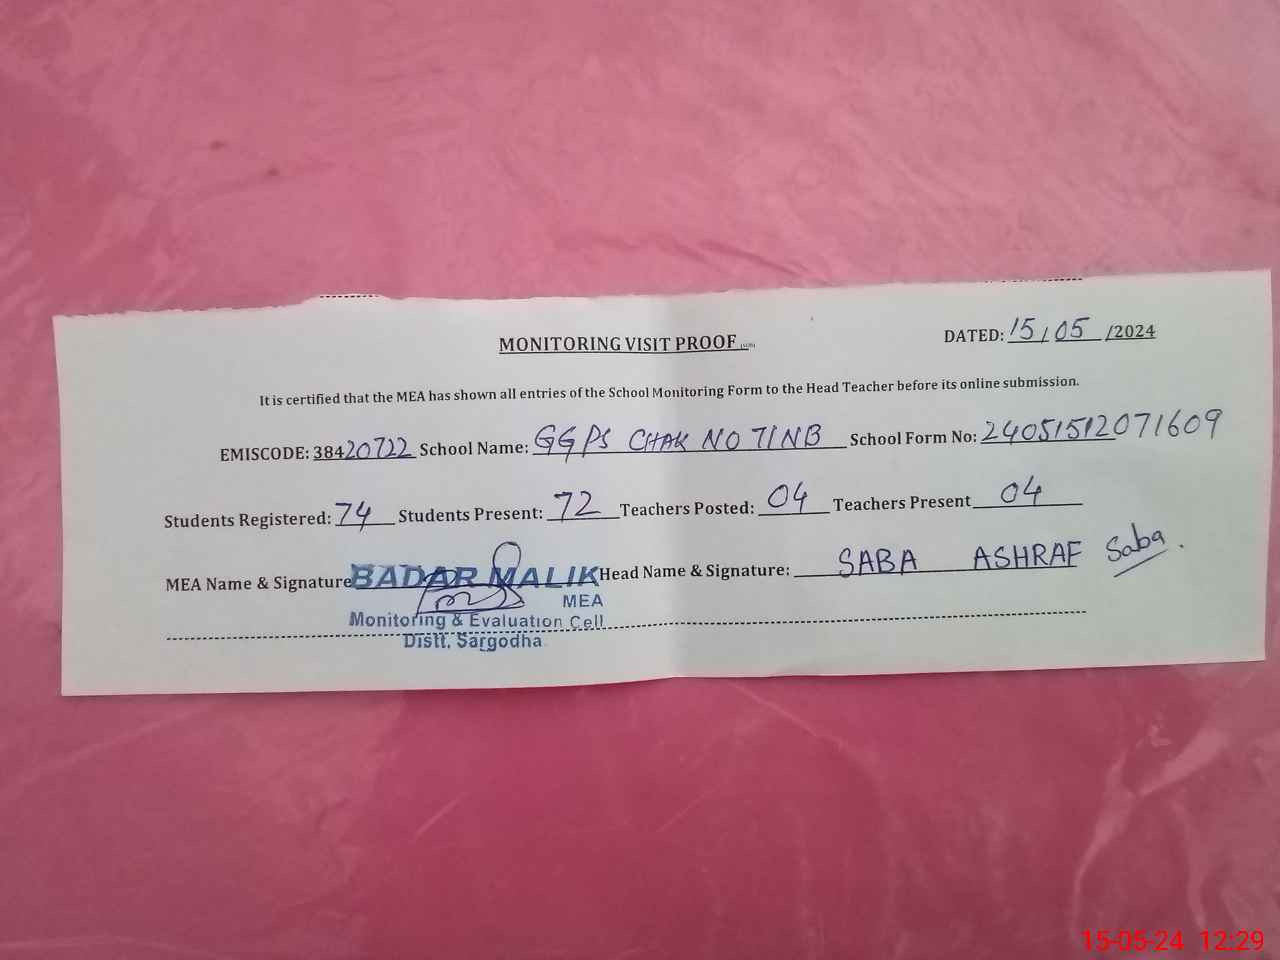 MONITORING VISIT PROOF
DATED: 15/05/2024
It is certified that the MEA has shown all entries of the School Monitoring Form to the Head Teacher before its online submission.
EMISCODE: 38420722 School Name: GGPS CHAK NO 71NB School Form No: 24051512071609
Students Registered: 74 Students Present: 72 Teachers Posted: 04 Teachers Present 04
MEA Name & Signature BADAR MALIK Head Name & Signature: SABA ASHRAF Saba.
MEA
Monitoring & Evaluation Cell
Distt. Sargodha
15-05-24 12:29